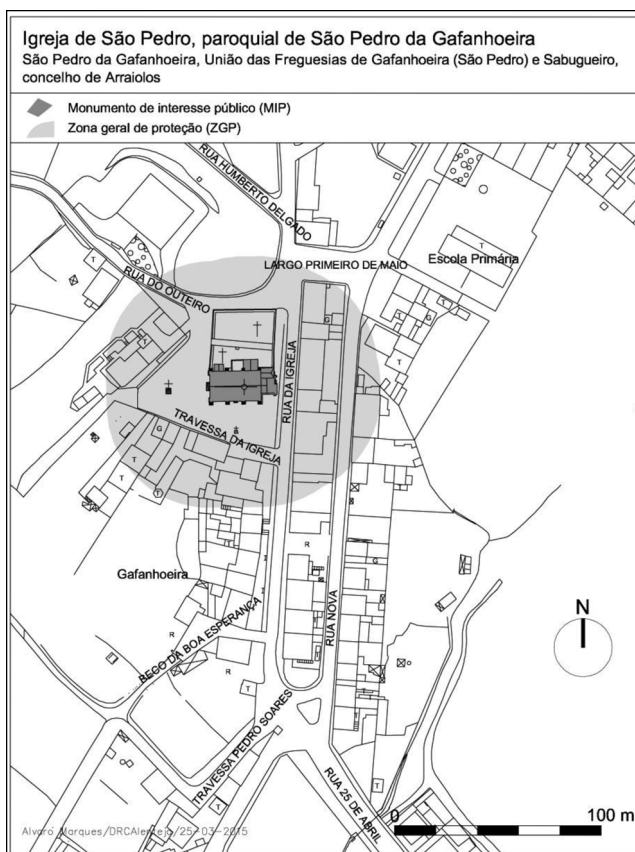 Igreja de São Pedro, paroquial de São Pedro da Gafanhoeira
São Pedro da Gafanhoeira, União das Freguesias de Gafanhoeira (São Pedro) e Sabugueiro,
concelho de Arraiolos
Monumento de interesse público (MIP)
Zona geral de proteção (ZGP)
RUA HUMBERTO DELGADO
LARGO PRIMEIRO DE MAIO
Escola Primária
T
T
RUA DO OUTEIRO
T
G
G
T
T
RUA DA IGREJA
TRAVESSA DA IGREJA
G
T
T
T
R
G
Gafanhoeira
RUA NOVA
BECO DA BOA ESPERANÇA
R
R
T
N
TRAVESSA PEDRO SOARES
T
RUA 25 DE ABRIL
T
T
T
0
100 m
Alvaro Marques/DRCAlentejo/25-03-2015